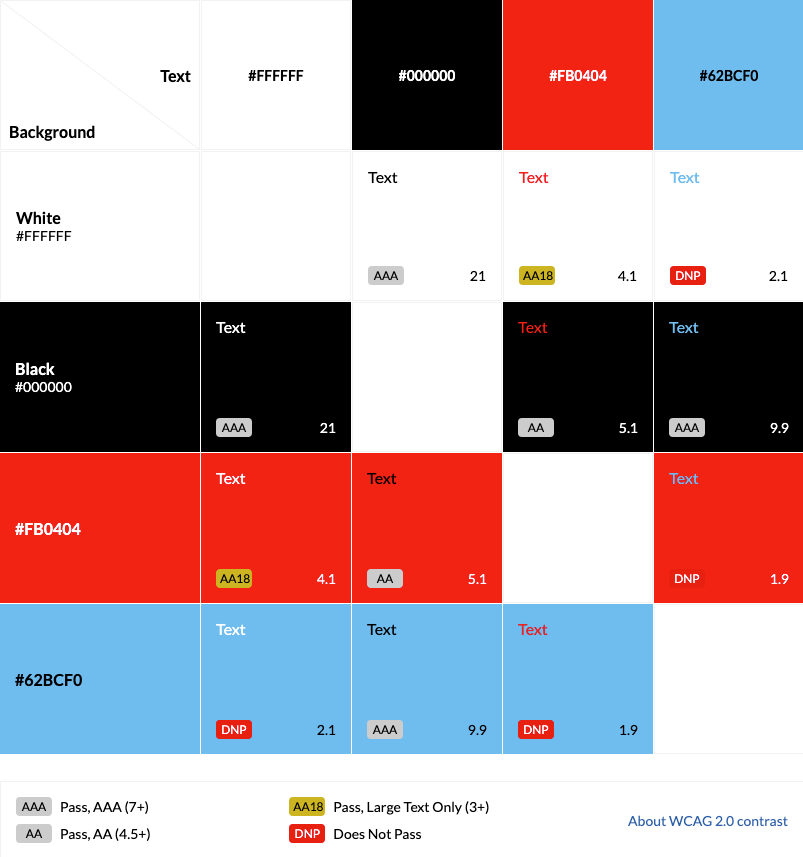 Text
Background
#FFFFFF
#000000
#FB0404
#62BCF0
White
#FFFFFF
Text
AAA 21
Text
AA18 4.1
Text
DNP 2.1
Black
#000000
Text
AAA 21
Text
AA 5.1
Text
AAA 9.9
#FB0404
Text
AA18 4.1
Text
AA 5.1
Text
DNP 1.9
#62BCF0
Text
DNP 2.1
Text
AAA 9.9
Text
DNP 1.9
AAA Pass, AAA (7+)
AA Pass, AA (4.5+)
AA18 Pass, Large Text Only (3+)
DNP Does Not Pass
About WCAG 2.0 contrast